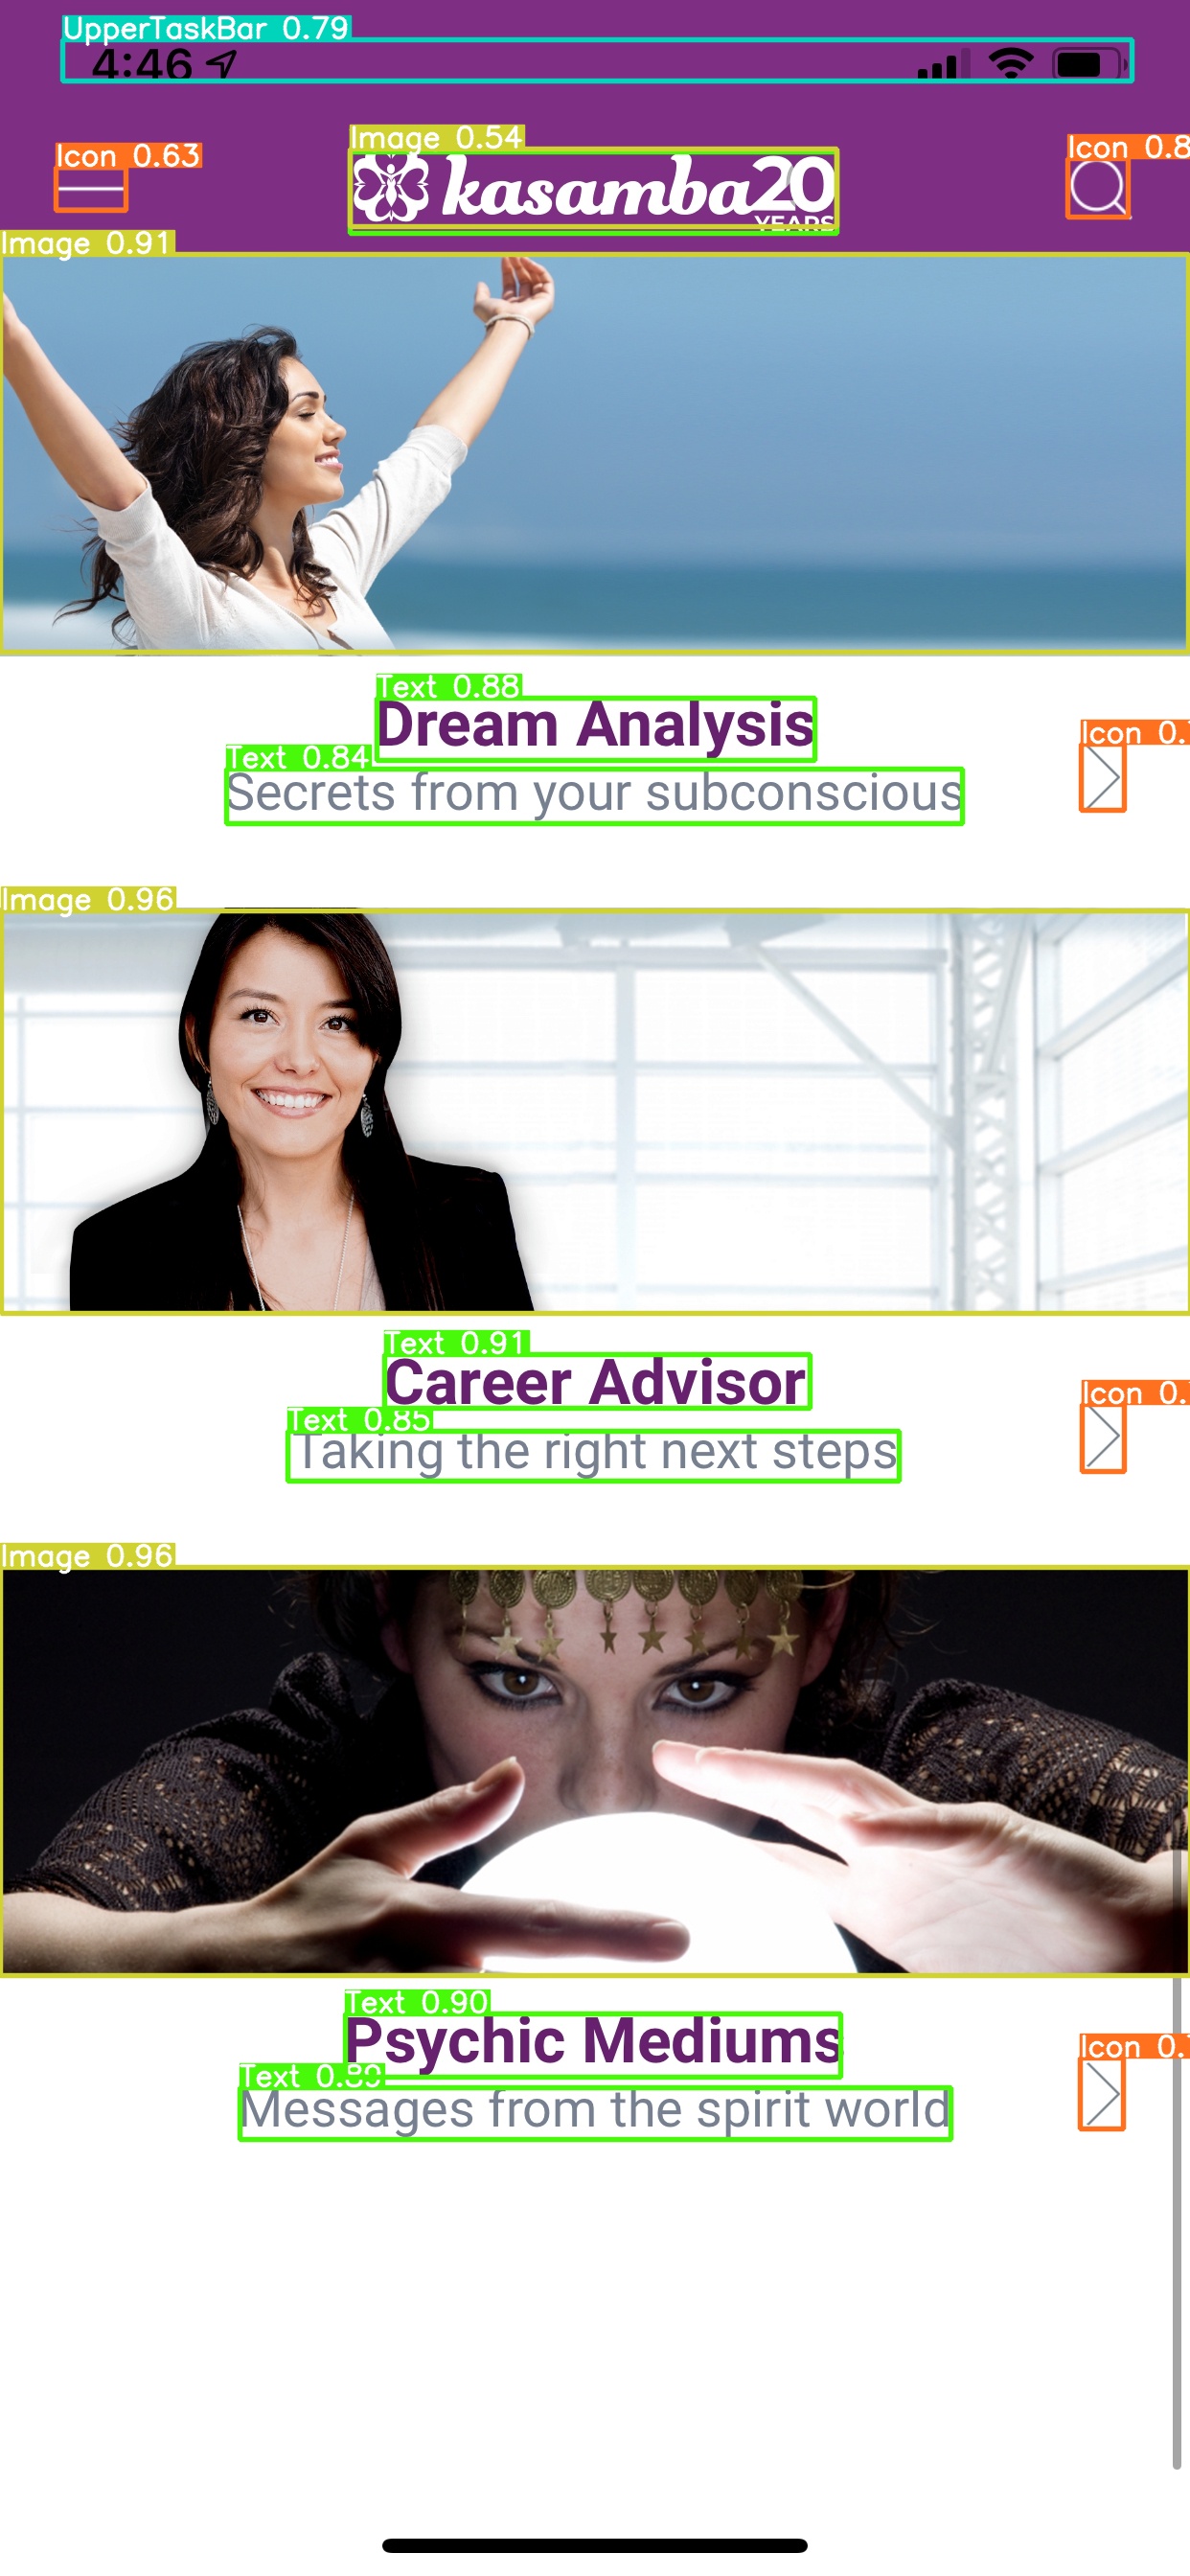 UpperTaskBar 0.79
4:46
Image 0.54
Icon 0.63
Icon 0.8
kasamba20
YEARS
Image 0.91
Text 0.88
Dream Analysis
Icon 0.
Text 0.84
Secrets from your subconscious
Image 0.96
Text 0.91
Career Advisor
Icon 0.
Text 0.85
Taking the right next steps
Image 0.96
Text 0.90
Psychic Mediums
Icon 0.
Text 0.89
Messages from the spirit world